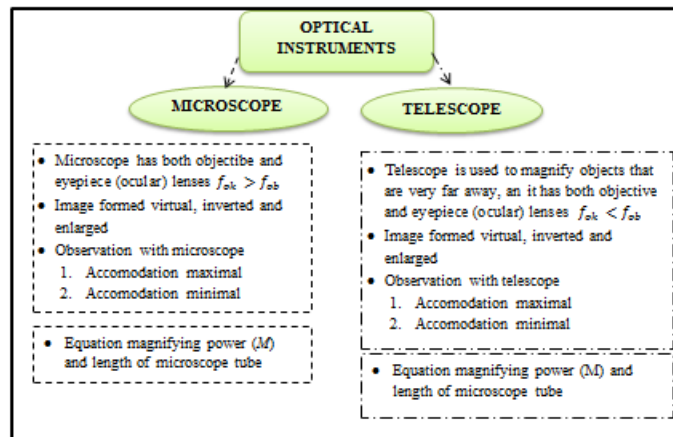 OPTICAL
INSTRUMENTS
MICROSCOPE
TELESCOPE
• Microscope has both objectibe and
eyepiece (ocular) lenses f_ok > f_ob
• Image formed virtual, inverted and
enlarged
• Observation with microscope
1. Accomodation maximal
2. Accomodation minimal
• Equation magnifying power (M)
and length of microscope tube
• Telescope is used to magnify objects that
are very far away, an it has both objective
and eyepiece (ocular) lenses f_ok < f_ob
• Image formed virtual, inverted and
enlarged
• Observation with telescope
1. Accomodation maximal
2. Accomodation minimal
• Equation magnifying power (M) and
length of microscope tube